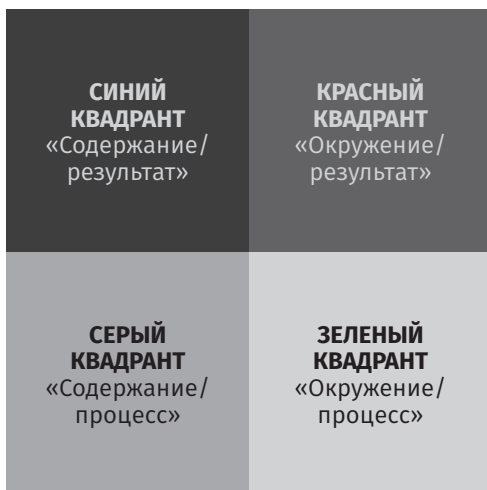 СИНИЙ
КВАДРАНТ
«Содержание/
результат»
КРАСНЫЙ
КВАДРАНТ
«Окружение/
результат»
СЕРЫЙ
КВАДРАНТ
«Содержание/
процесс»
ЗЕЛЕНЫЙ
КВАДРАНТ
«Окружение/
процесс»